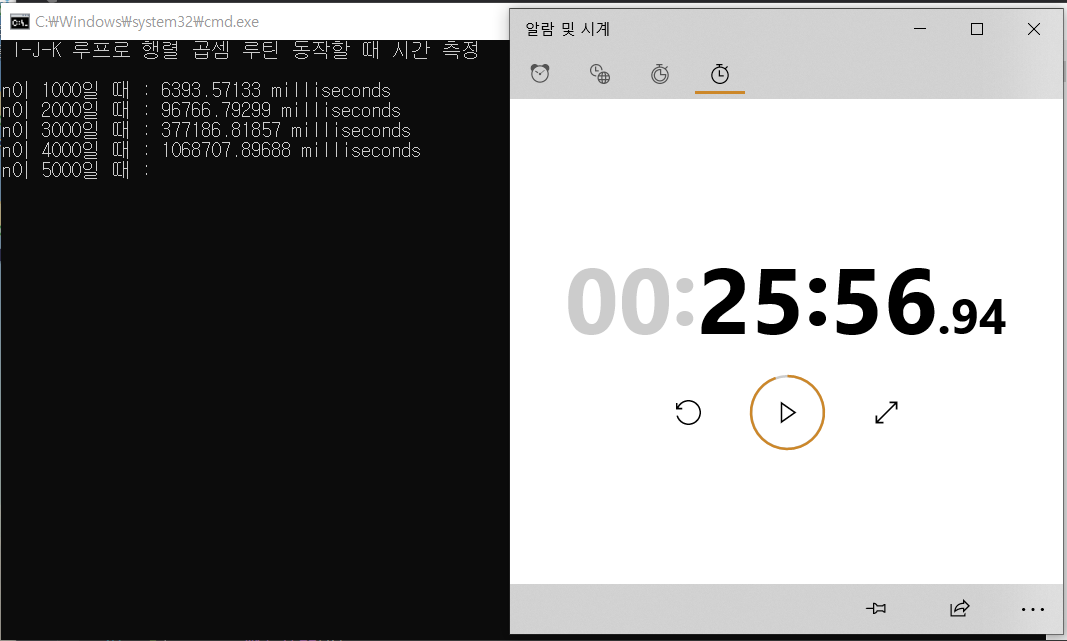 C:\Windows\system32\cmd.exe
I-J-K 루프로 행렬 곱셈 루틴 동작할 때 시간 측정
n이 1000일 때 : 6393.57133 milliseconds
n이 2000일 때 : 96766.79299 milliseconds
n이 3000일 때 : 377186.81857 milliseconds
n이 4000일 때 : 1068707.89688 milliseconds
n이 5000일 때 :
알람 및 시계
00:25:56.94